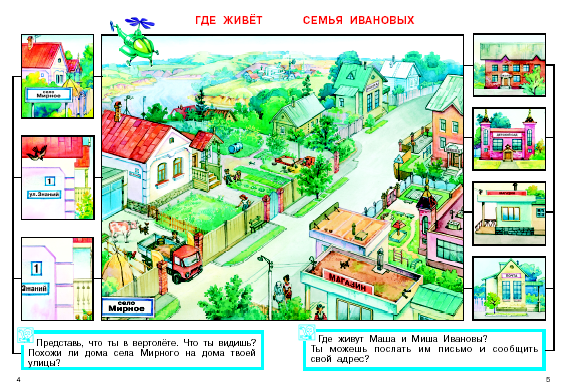 ГДЕ ЖИВЁТ СЕМЬЯ ИВАНОВЫХ
село
Мирное
1
ул.Знаний
1
Знаний
село
Мирное
МАГАЗИН
МАГАЗИН
ПОЧТА
Представь, что ты в вертолёте. Что ты видишь?
Похожи ли дома села Мирного на дома твоей
улицы?
Где живут Маша и Миша Ивановы?
Ты можешь послать им письмо и сообщить
свой адрес?
4
5